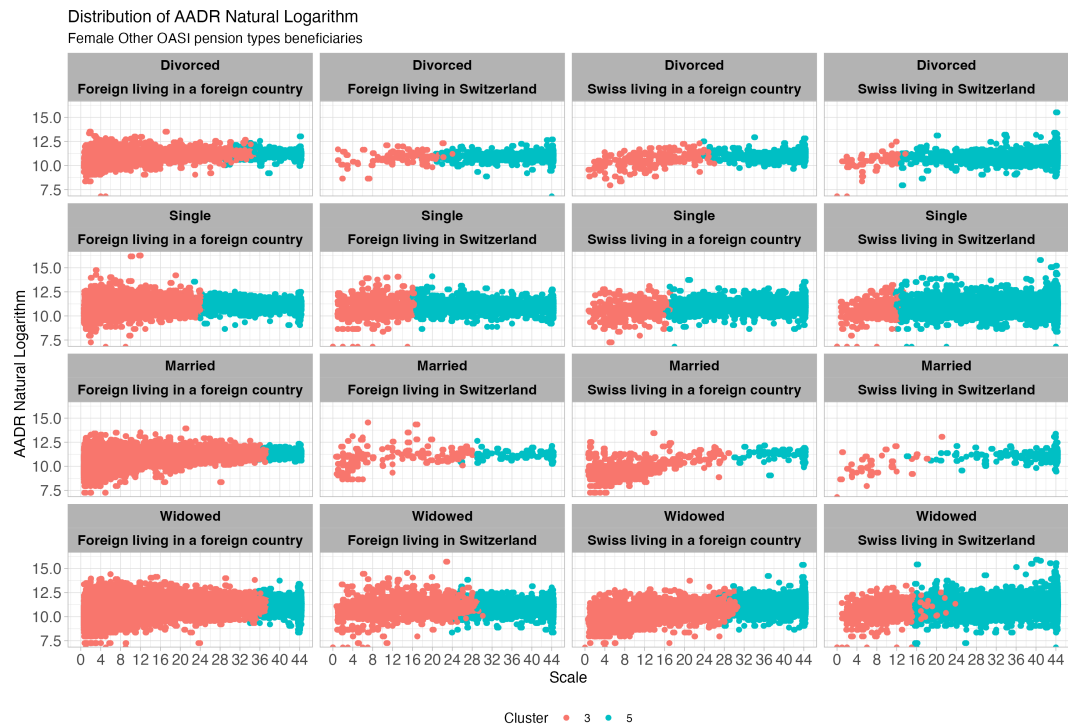 Distribution of AADR Natural Logarithm
Female Other OASI pension types beneficiaries
Divorced Divorced Divorced Divorced
Foreign living in a foreign country Foreign living in Switzerland Swiss living in a foreign country Swiss living in Switzerland
15.0
12.5
10.0
7.5
Single Single Single Single
Foreign living in a foreign country Foreign living in Switzerland Swiss living in a foreign country Swiss living in Switzerland
15.0
12.5
10.0
7.5
Married Married Married Married
Foreign living in a foreign country Foreign living in Switzerland Swiss living in a foreign country Swiss living in Switzerland
15.0
12.5
10.0
7.5
Widowed Widowed Widowed Widowed
Foreign living in a foreign country Foreign living in Switzerland Swiss living in a foreign country Swiss living in Switzerland
15.0
12.5
10.0
7.5
AADR Natural Logarithm
0 4 8 12 16 20 24 28 32 36 40 44 0 4 8 12 16 20 24 28 32 36 40 44 0 4 8 12 16 20 24 28 32 36 40 44 0 4 8 12 16 20 24 28 32 36 40 44
Scale
Cluster 3 5